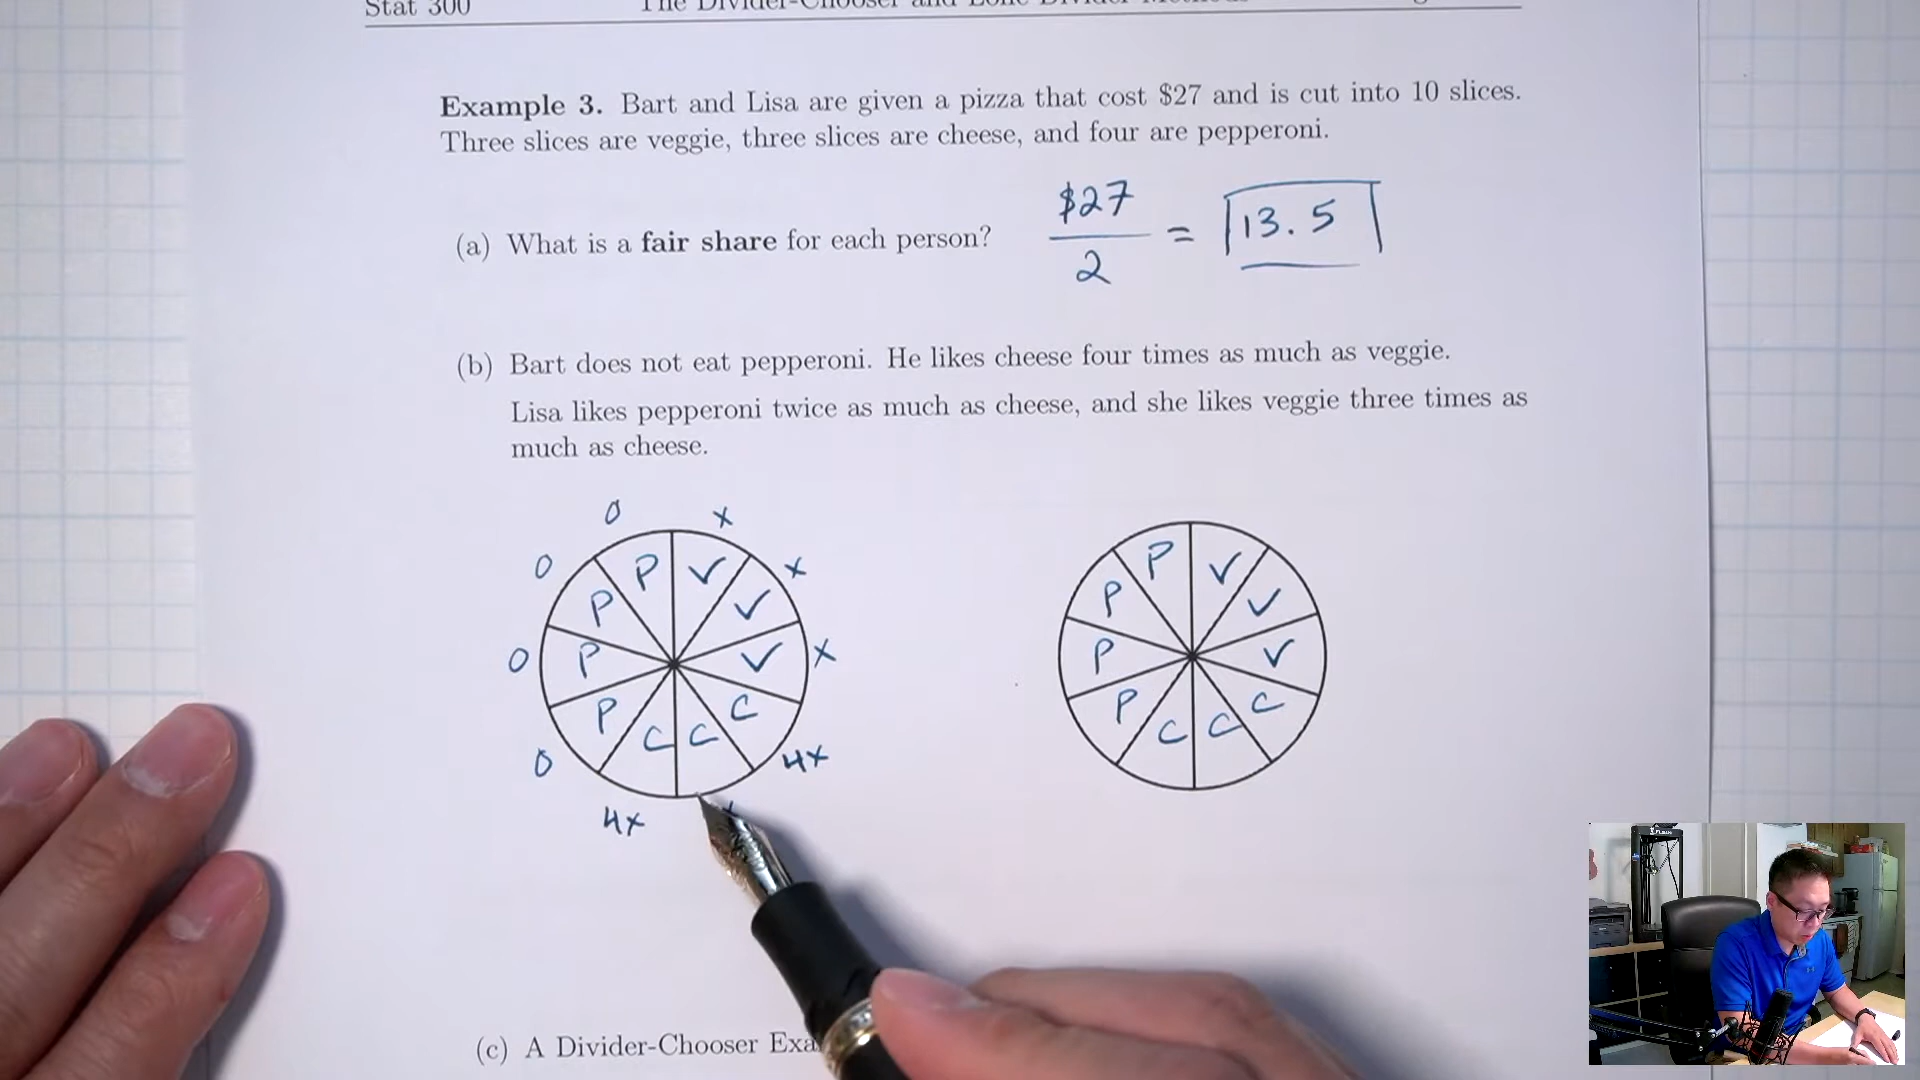 Stat 300
Example 3. Bart and Lisa are given a pizza that cost $27 and is cut into 10 slices.
Three slices are veggie, three slices are cheese, and four are pepperoni.
(a) What is a fair share for each person?
$27
2
= 13.5
(b) Bart does not eat pepperoni. He likes cheese four times as much as veggie.
Lisa likes pepperoni twice as much as cheese, and she likes veggie three times as
much as cheese.
0 x
0 P V x
P V
0 P V x
P C C C
0 4x
4x
P V
P V
P V
P C C C
(c) A Divider-Chooser